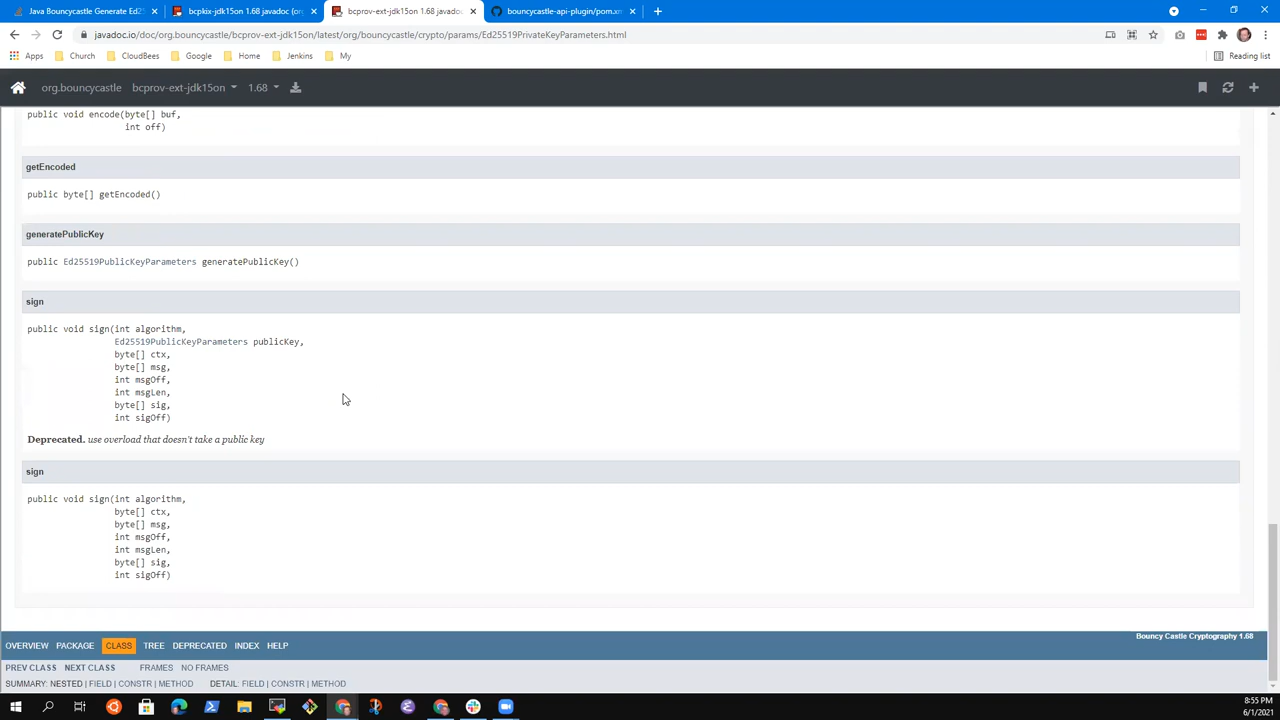 Java Bouncycastle Generate Ed25
bcpkix-jdk15on 1.68 javadoc (org
bcprov-ext-jdk15on 1.68 javadoc
bouncycastle-api-plugin/pom.xm
javadoc.io/doc/org.bouncycastle/bcprov-ext-jdk15on/latest/org/bouncycastle/crypto/params/Ed25519PrivateKeyParameters.html
Apps Church CloudBees Google Home Jenkins My Reading list
org.bouncycastle bcprov-ext-jdk15on 1.68
public void encode(byte[] buf,
int off)
getEncoded
public byte[] getEncoded()
generatePublicKey
public Ed25519PublicKeyParameters generatePublicKey()
sign
public void sign(int algorithm,
Ed25519PublicKeyParameters publicKey,
byte[] ctx,
byte[] msg,
int msgOff,
int msgLen,
byte[] sig,
int sigOff)
Deprecated. use overload that doesn't take a public key
sign
public void sign(int algorithm,
byte[] ctx,
byte[] msg,
int msgOff,
int msgLen,
byte[] sig,
int sigOff)
OVERVIEW PACKAGE CLASS TREE DEPRECATED INDEX HELP
Bouncy Castle Cryptography 1.68
PREV CLASS NEXT CLASS FRAMES NO FRAMES
SUMMARY: NESTED | FIELD | CONSTR | METHOD DETAIL: FIELD | CONSTR | METHOD
8:55 PM
6/1/2021